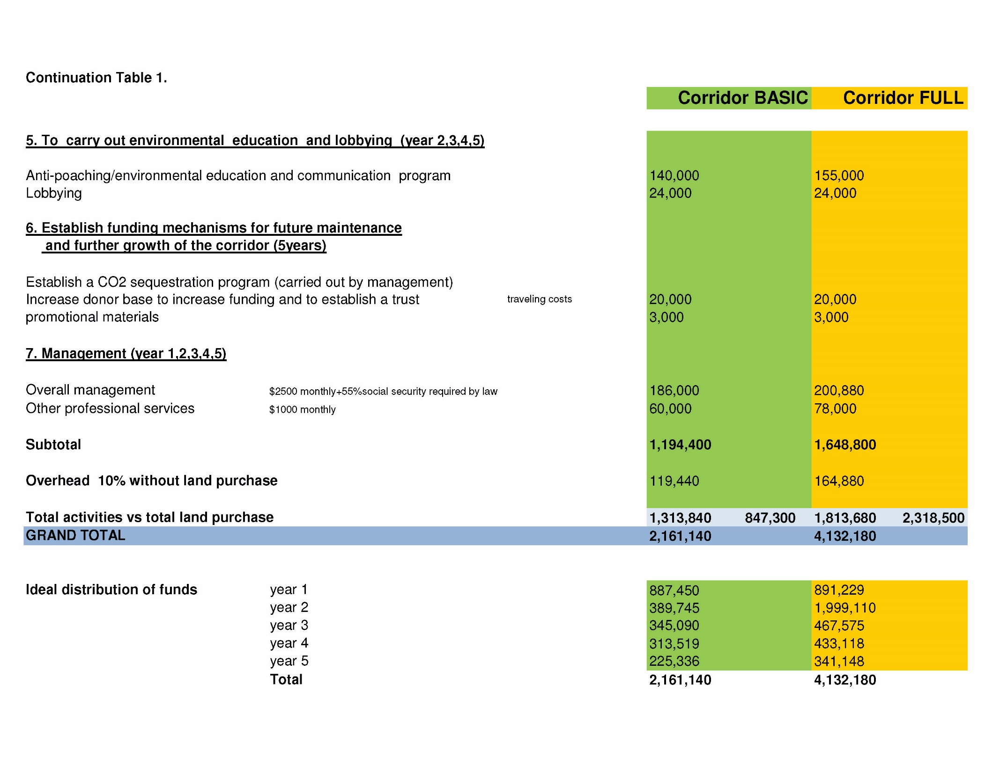 Continuation Table 1.
Corridor BASIC Corridor FULL
5. To carry out environmental education and lobbying (year 2,3,4,5)
Anti-poaching/environmental education and communication program 140,000 155,000
Lobbying 24,000 24,000
6. Establish funding mechanisms for future maintenance
and further growth of the corridor (5years)
Establish a CO2 sequestration program (carried out by management)
Increase donor base to increase funding and to establish a trust traveling costs 20,000 20,000
promotional materials 3,000 3,000
7. Management (year 1,2,3,4,5)
Overall management $2500 monthly+55%social security required by law 186,000 200,880
Other professional services $1000 monthly 60,000 78,000
Subtotal 1,194,400 1,648,800
Overhead 10% without land purchase 119,440 164,880
Total activities vs total land purchase 1,313,840 847,300 1,813,680 2,318,500
GRAND TOTAL 2,161,140 4,132,180
Ideal distribution of funds year 1 887,450 891,229
year 2 389,745 1,999,110
year 3 345,090 467,575
year 4 313,519 433,118
year 5 225,336 341,148
Total 2,161,140 4,132,180